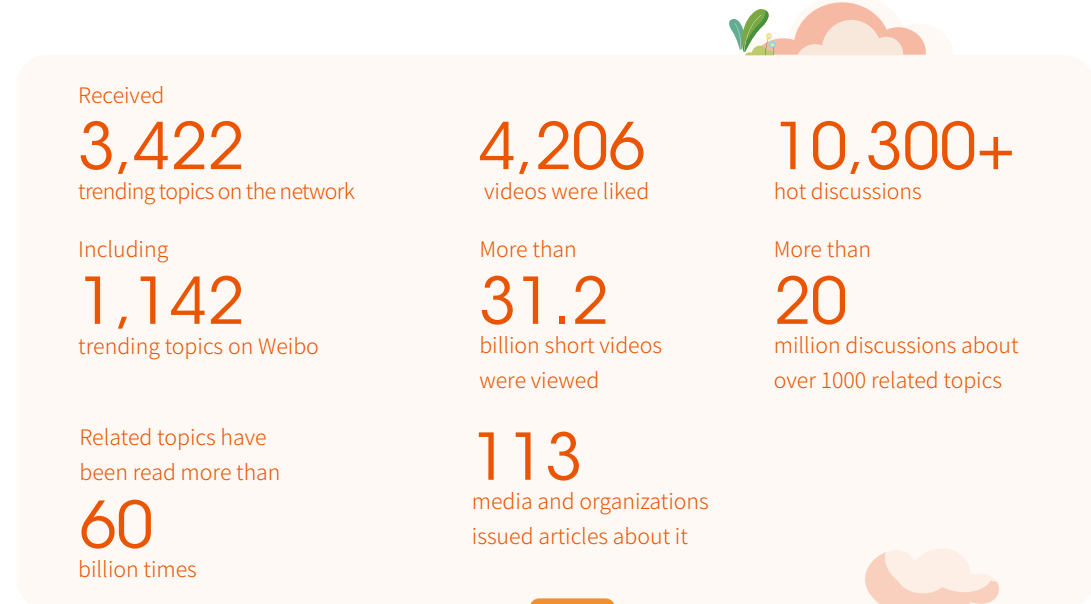 Received
3,422
trending topics on the network
4,206
videos were liked
10,300+
hot discussions
Including
1,142
trending topics on Weibo
More than
31.2
billion short videos
were viewed
More than
20
million discussions about
over 1000 related topics
Related topics have
been read more than
60
billion times
113
media and organizations
issued articles about it